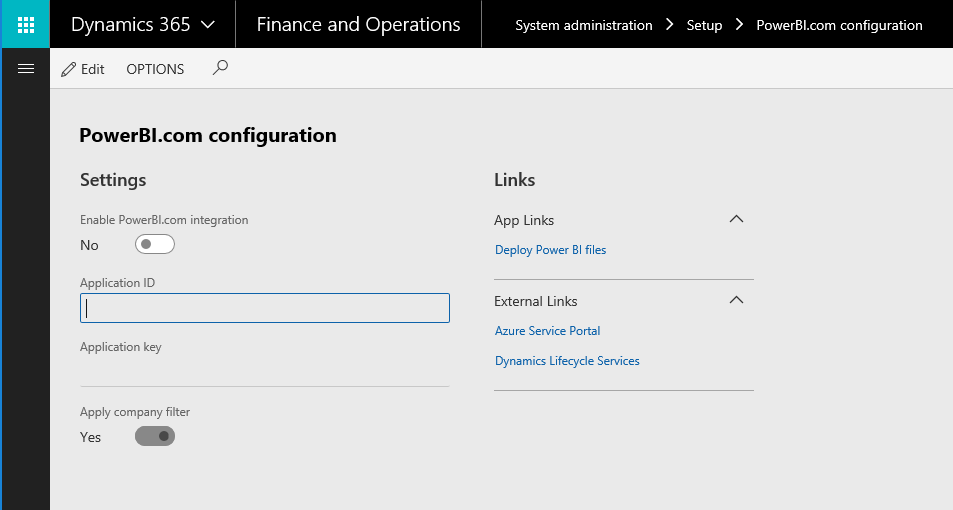 Dynamics 365
Finance and Operations
System administration > Setup > PowerBI.com configuration
Edit OPTIONS
PowerBI.com configuration
Settings
Enable PowerBI.com integration
No
Application ID
Application key
Apply company filter
Yes
Links
App Links
Deploy Power BI files
External Links
Azure Service Portal
Dynamics Lifecycle Services